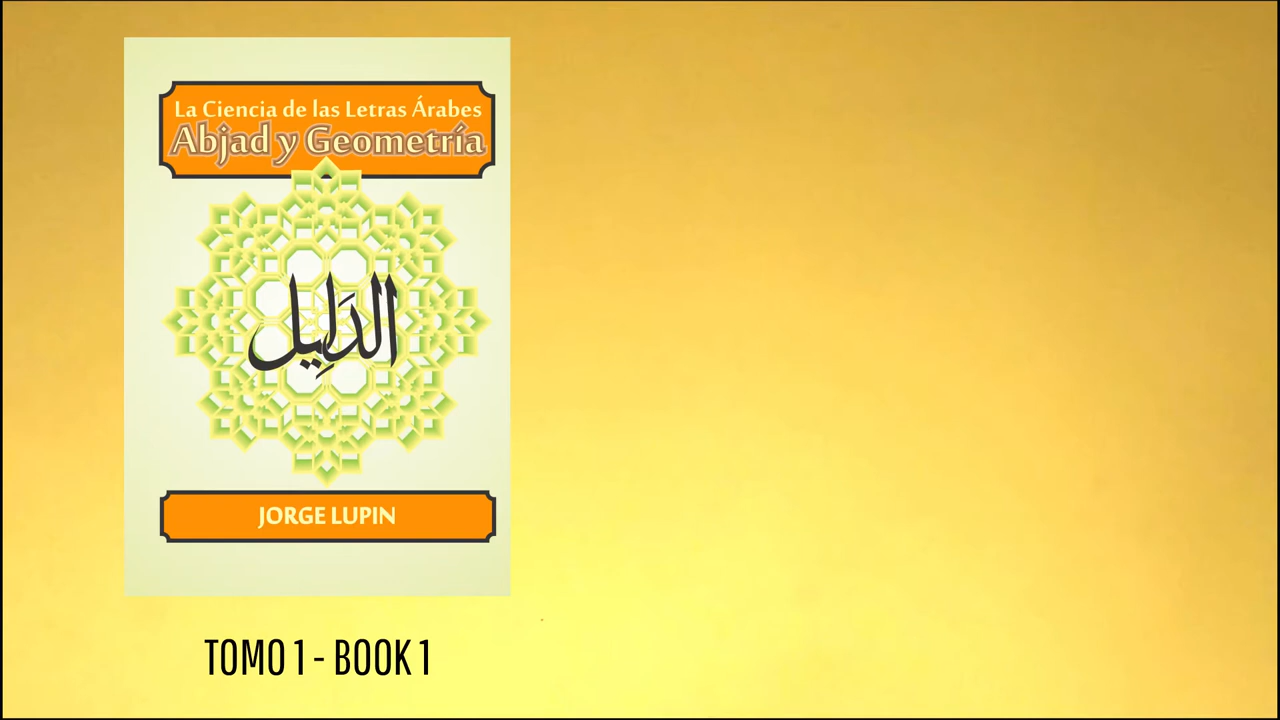 La Ciencia de las Letras Árabes
Abjad y Geometría
الدَلِيل
JORGE LUPIN
TOMO 1 - BOOK 1